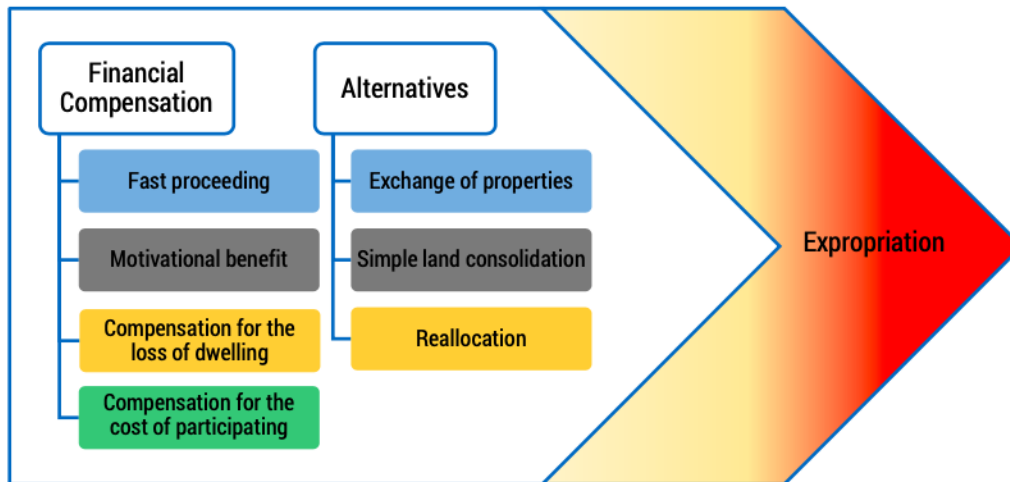 Financial
Compensation
Fast proceeding
Motivational benefit
Compensation for the
loss of dwelling
Compensation for the
cost of participating
Alternatives
Exchange of properties
Simple land consolidation
Reallocation
Expropriation